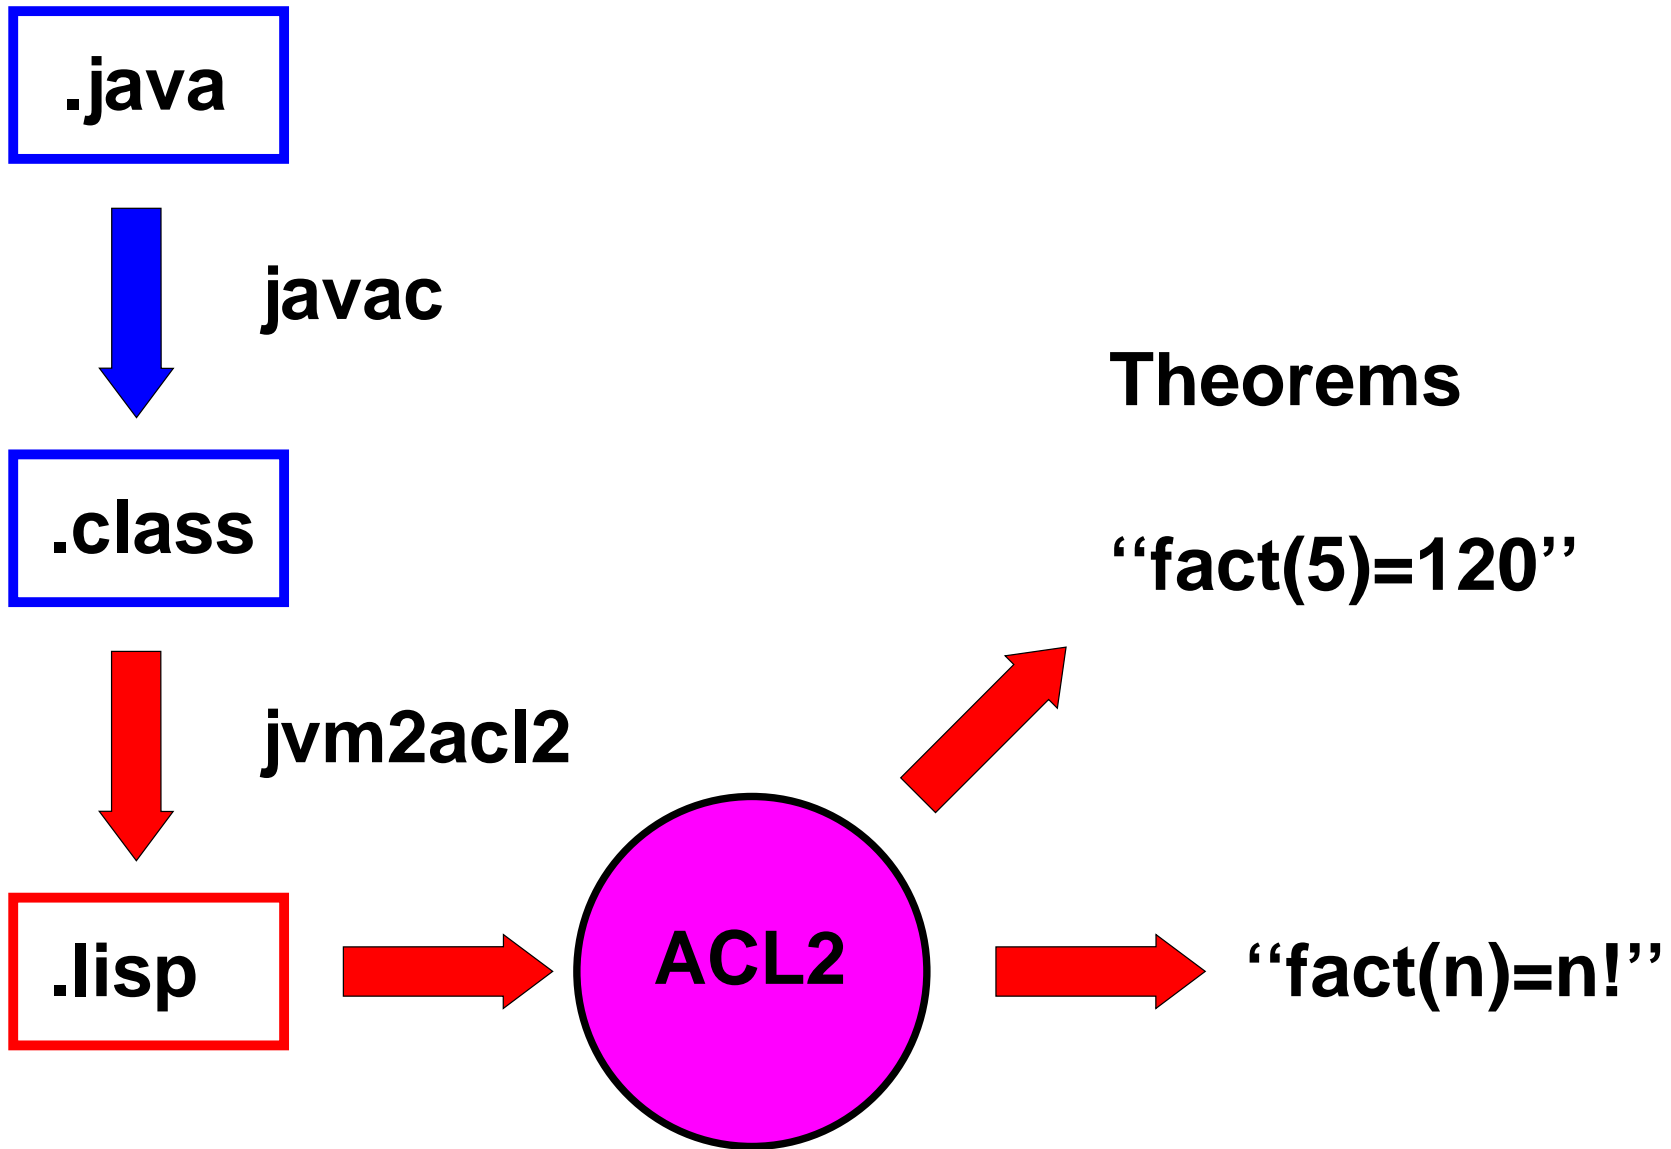 .java
javac
.class
jvm2acl2
.lisp
ACL2
Theorems
‘‘fact(5)=120’’
‘‘fact(n)=n!’’